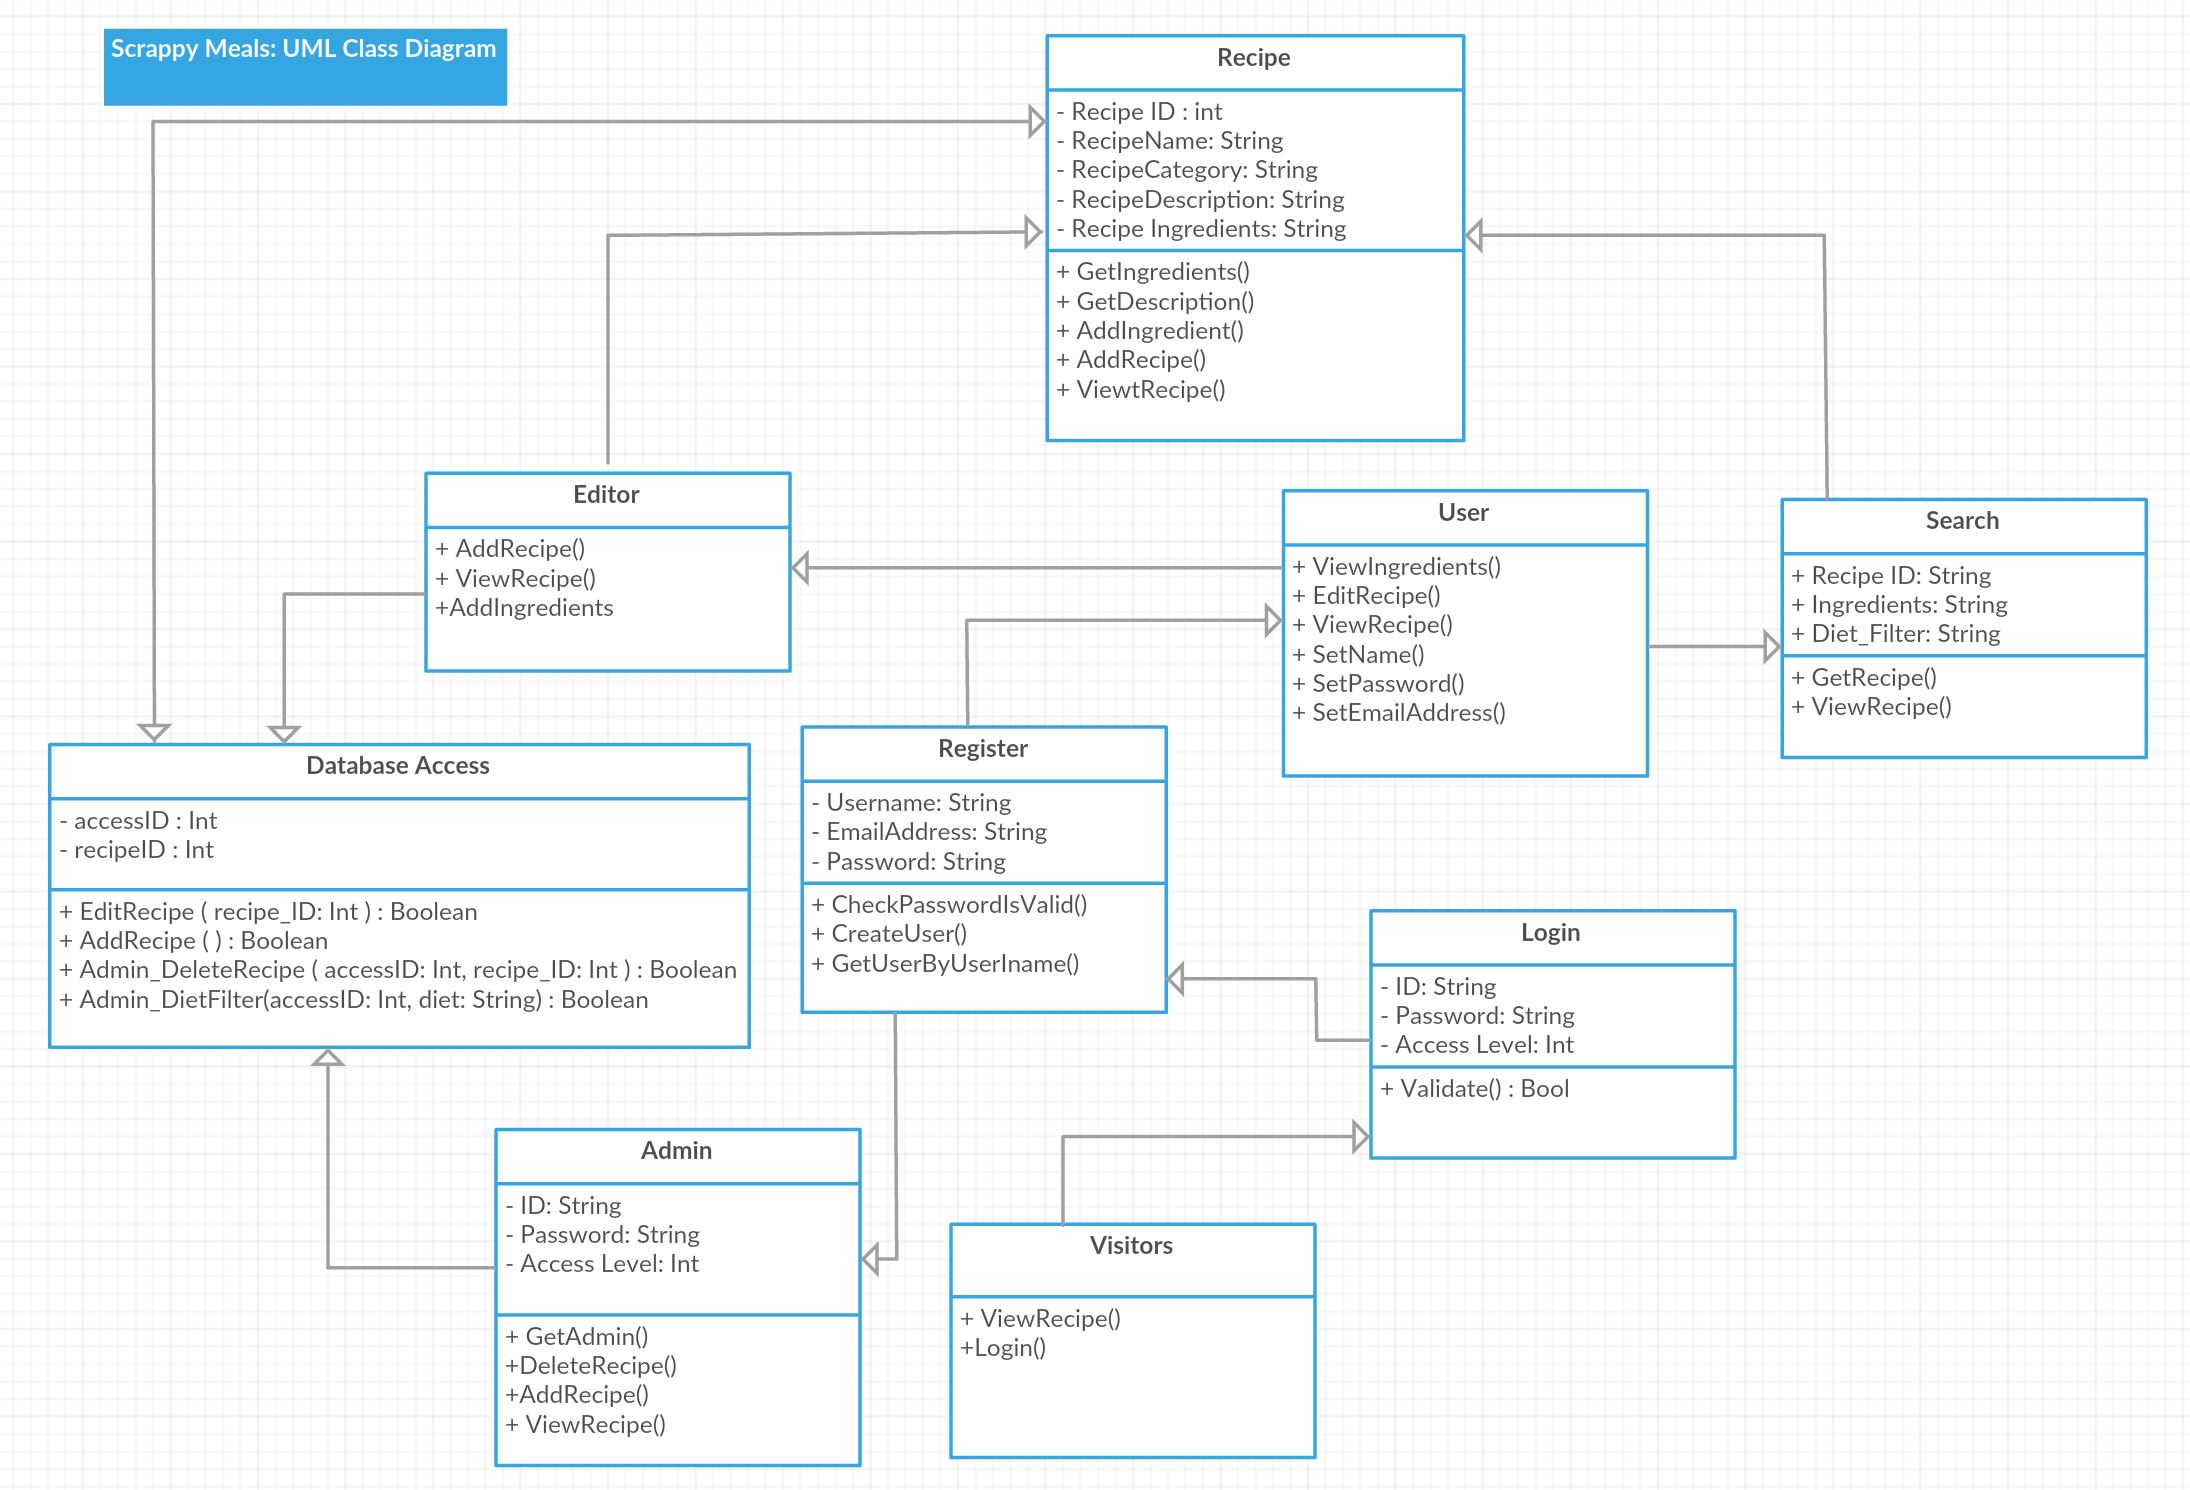 Scrappy Meals: UML Class Diagram
Recipe
- Recipe ID : int
- RecipeName: String
- RecipeCategory: String
- RecipeDescription: String
- Recipe Ingredients: String
+ GetIngredients()
+ GetDescription()
+ AddIngredient()
+ AddRecipe()
+ ViewtRecipe()
Editor
+ AddRecipe()
+ ViewRecipe()
+AddIngredients
User
+ ViewIngredients()
+ EditRecipe()
+ ViewRecipe()
+ SetName()
+ SetPassword()
+ SetEmailAddress()
Search
+ Recipe ID: String
+ Ingredients: String
+ Diet_Filter: String
+ GetRecipe()
+ ViewRecipe()
Database Access
- accessID : Int
- recipeID : Int
+ EditRecipe ( recipe_ID: Int ) : Boolean
+ AddRecipe ( ) : Boolean
+ Admin_DeleteRecipe ( accessID: Int, recipe_ID: Int ) : Boolean
+ Admin_DietFilter(accessID: Int, diet: String) : Boolean
Register
- Username: String
- EmailAddress: String
- Password: String
+ CheckPasswordIsValid()
+ CreateUser()
+ GetUserByUserIname()
Login
- ID: String
- Password: String
- Access Level: Int
+ Validate() : Bool
Admin
- ID: String
- Password: String
- Access Level: Int
+ GetAdmin()
+DeleteRecipe()
+AddRecipe()
+ ViewRecipe()
Visitors
+ ViewRecipe()
+Login()